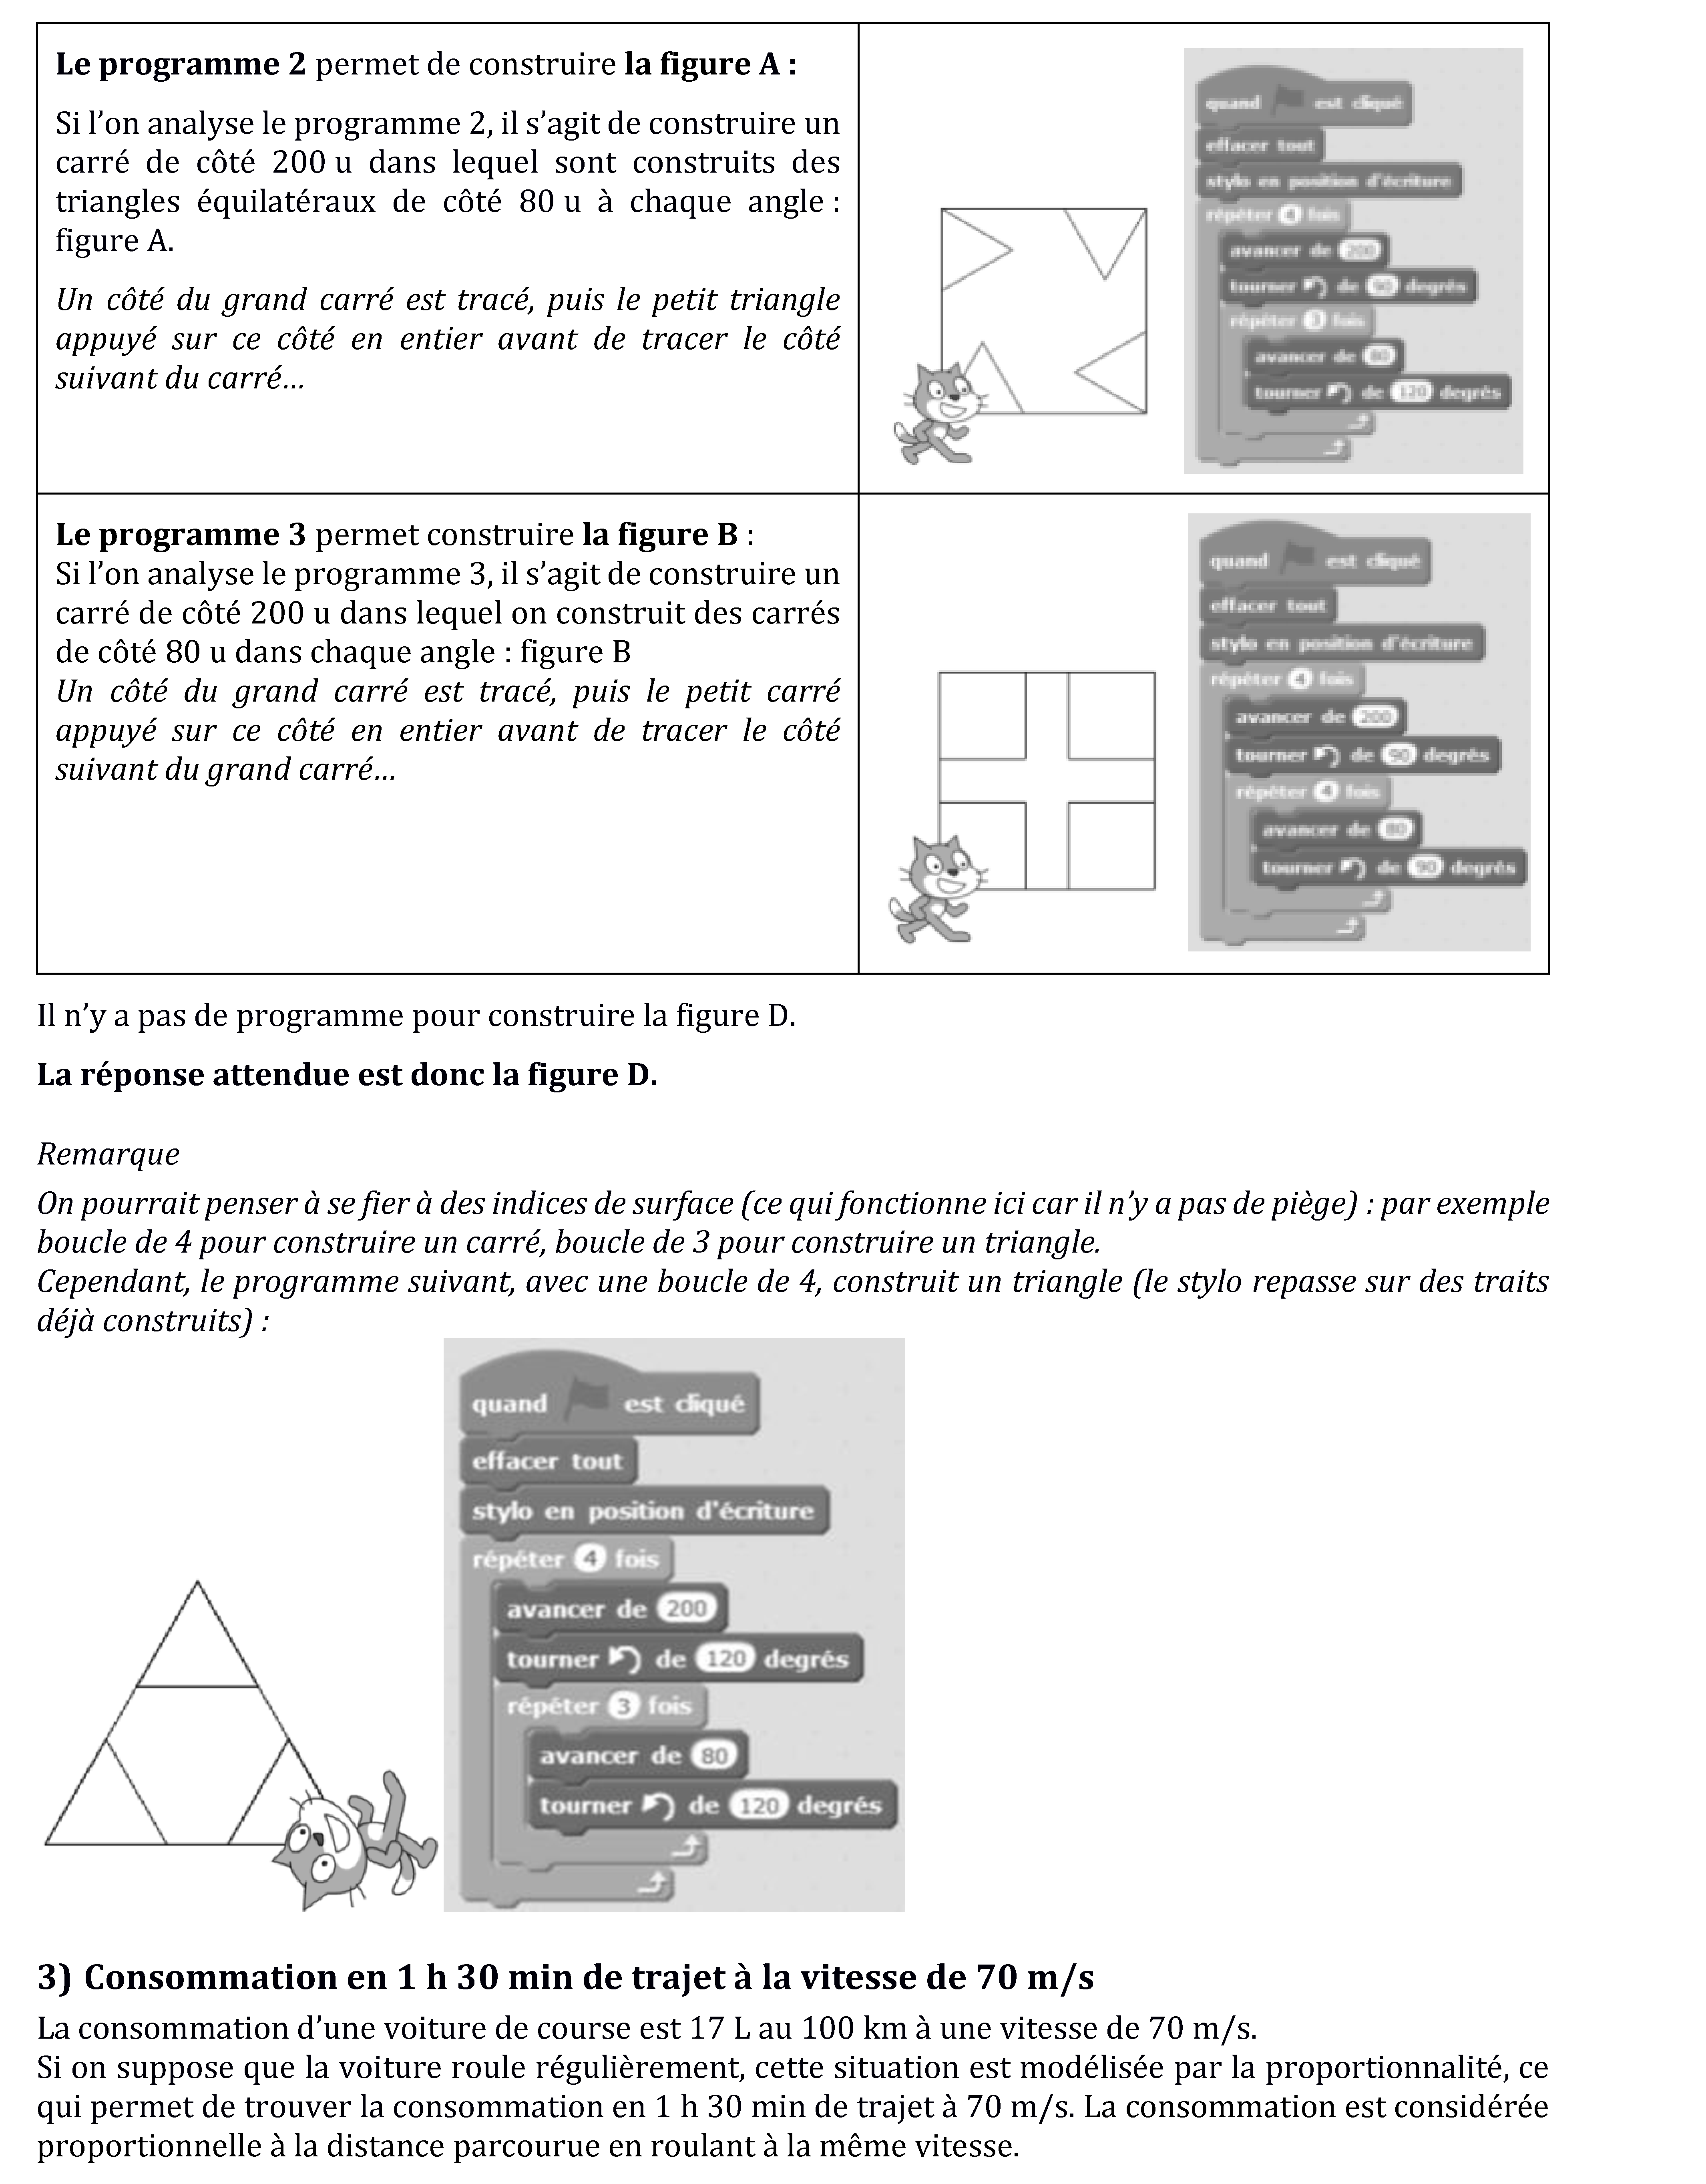 Le programme 2 permet de construire la figure A :
Si l'on analyse le programme 2, il s'agit de construire un
carré de côté 200 u dans lequel sont construits des
triangles équilatéraux de côté 80 u à chaque angle :
figure A.
Un côté du grand carré est tracé, puis le petit triangle
appuyé sur ce côté en entier avant de tracer le côté
suivant du carré…
quand est cliqué
effacer tout
stylo en position d'écriture
répéter 4 fois
avancer de 200
tourner de 90 degrés
répéter 3 fois
avancer de 80
tourner de 120 degrés
Le programme 3 permet construire la figure B :
Si l'on analyse le programme 3, il s'agit de construire un
carré de côté 200 u dans lequel on construit des carrés
de côté 80 u dans chaque angle : figure B
Un côté du grand carré est tracé, puis le petit carré
appuyé sur ce côté en entier avant de tracer le côté
suivant du grand carré…
quand est cliqué
effacer tout
stylo en position d'écriture
répéter 4 fois
avancer de 200
tourner de 90 degrés
répéter 4 fois
avancer de 80
tourner de 90 degrés
Il n'y a pas de programme pour construire la figure D.
La réponse attendue est donc la figure D.
Remarque
On pourrait penser à se fier à des indices de surface (ce qui fonctionne ici car il n'y a pas de piège) : par exemple
boucle de 4 pour construire un carré, boucle de 3 pour construire un triangle.
Cependant, le programme suivant, avec une boucle de 4, construit un triangle (le stylo repasse sur des traits
déjà construits) :
quand est cliqué
effacer tout
stylo en position d'écriture
répéter 4 fois
avancer de 200
tourner de 120 degrés
répéter 3 fois
avancer de 80
tourner de 120 degrés
3) Consommation en 1 h 30 min de trajet à la vitesse de 70 m/s
La consommation d'une voiture de course est 17 L au 100 km à une vitesse de 70 m/s.
Si on suppose que la voiture roule régulièrement, cette situation est modélisée par la proportionnalité, ce
qui permet de trouver la consommation en 1 h 30 min de trajet à 70 m/s. La consommation est considérée
proportionnelle à la distance parcourue en roulant à la même vitesse.